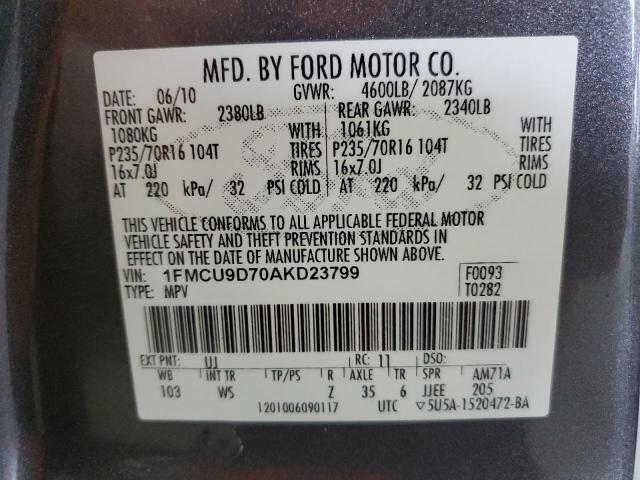 MFD. BY FORD MOTOR CO.
DATE: 06/10 GVWR: 4600LB/ 2087KG
FRONT GAWR: 2380LB REAR GAWR: 2340LB
1080KG WITH 1061KG WITH
P235/70R16 104T TIRES P235/70R16 104T TIRES
16x7.0J RIMS 16x7.0J RIMS
AT 220 kPa/ 32 PSI COLD AT 220 kPa/ 32 PSI COLD
THIS VEHICLE CONFORMS TO ALL APPLICABLE FEDERAL MOTOR
VEHICLE SAFETY AND THEFT PREVENTION STANDARDS IN
EFFECT ON THE DATE OF MANUFACTURE SHOWN ABOVE.
VIN: 1FMCU9D70AKD23799 F0093
TYPE: MPV T0282
EXT PNT: UJ RC: 11 DSO:
WB INT TR TP/PS R AXLE TR SPR AM71A
103 WS Z 35 6 JJEE 205
1201006090117 UTC ▽5U5A-1520472-BA